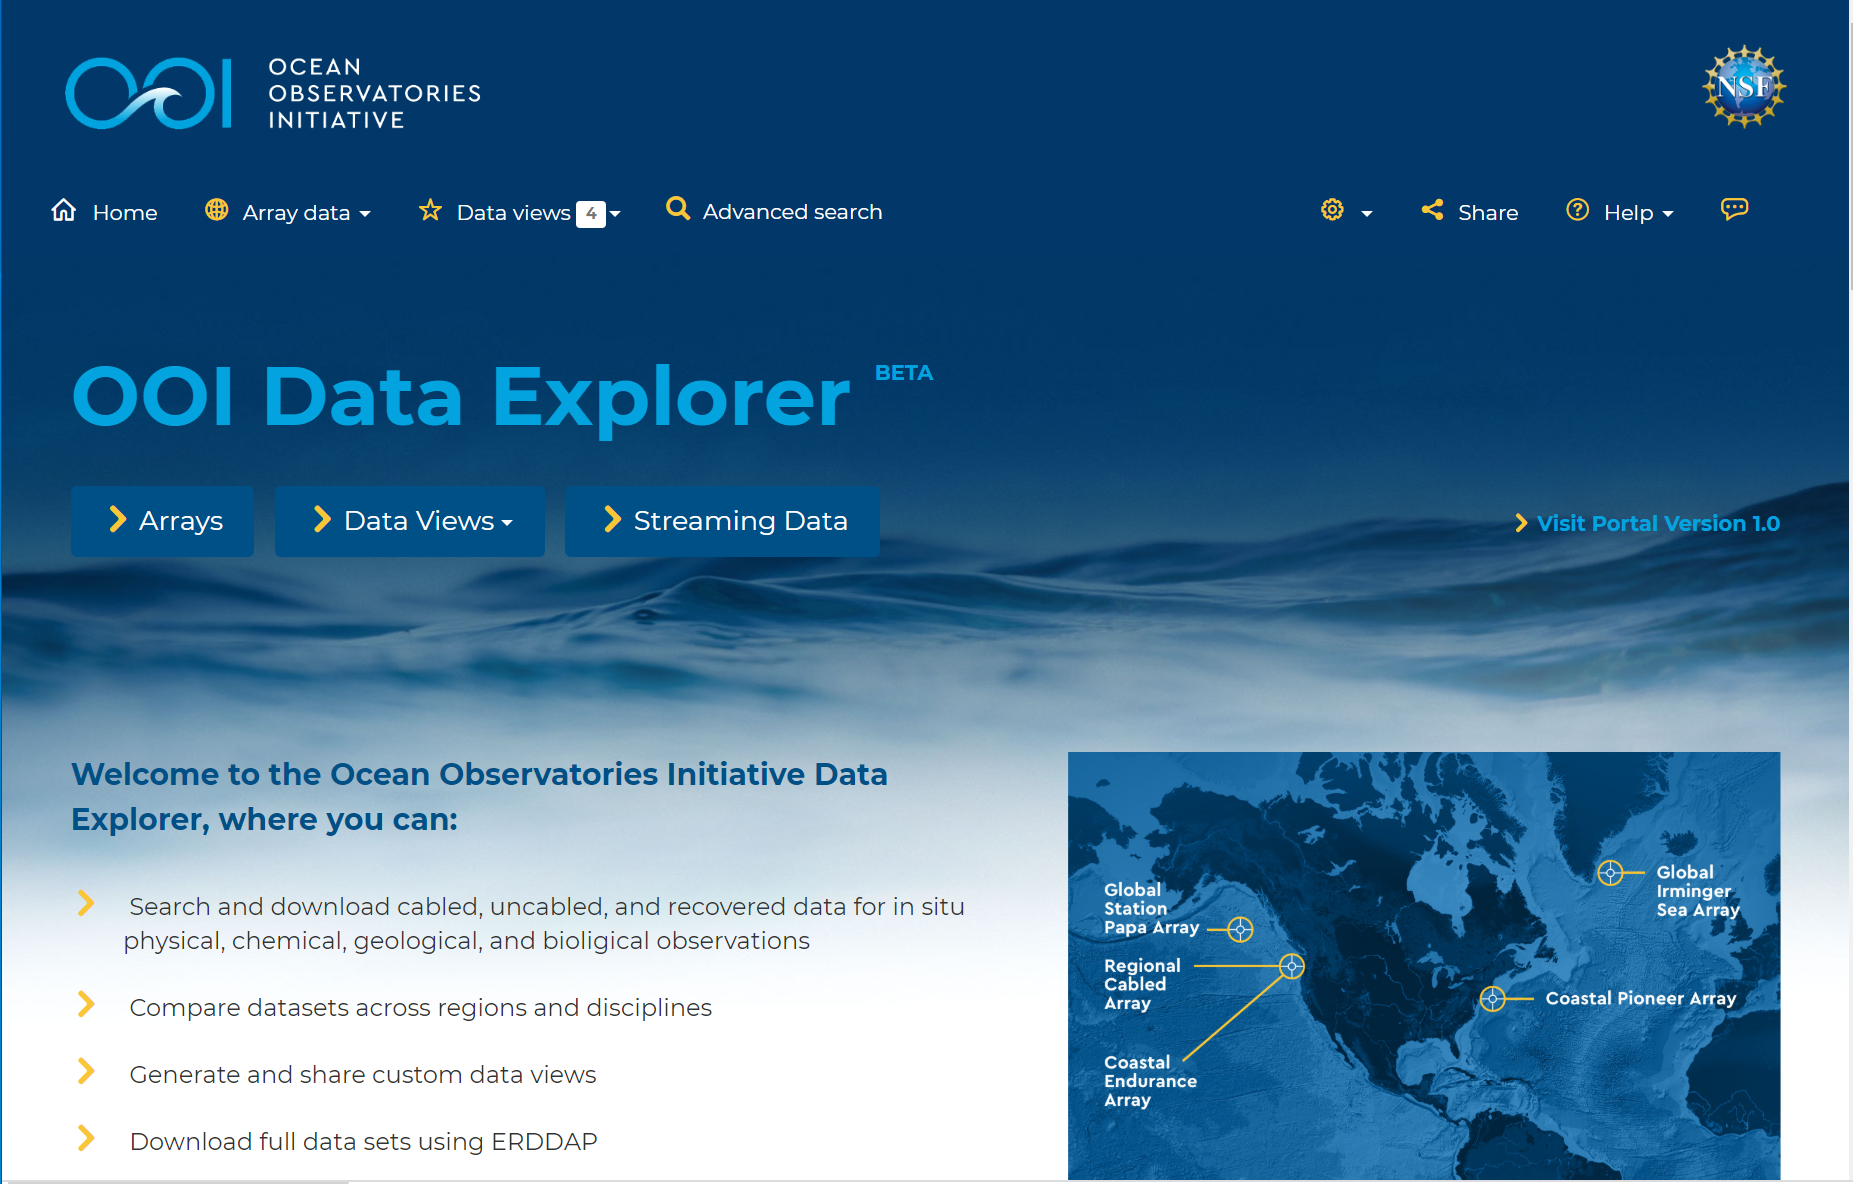 OCEAN
OBSERVATORIES
INITIATIVE
NSF
Home
Array data
Data views 4
Advanced search
Share
Help
OOI Data Explorer BETA
Arrays
Data Views
Streaming Data
Visit Portal Version 1.0
Welcome to the Ocean Observatories Initiative Data
Explorer, where you can:
Search and download cabled, uncabled, and recovered data for in situ
physical, chemical, geological, and bioligical observations
Compare datasets across regions and disciplines
Generate and share custom data views
Download full data sets using ERDDAP
Global
Station
Papa Array
Regional
Cabled
Array
Coastal
Endurance
Array
Global
Irminger
Sea Array
Coastal Pioneer Array